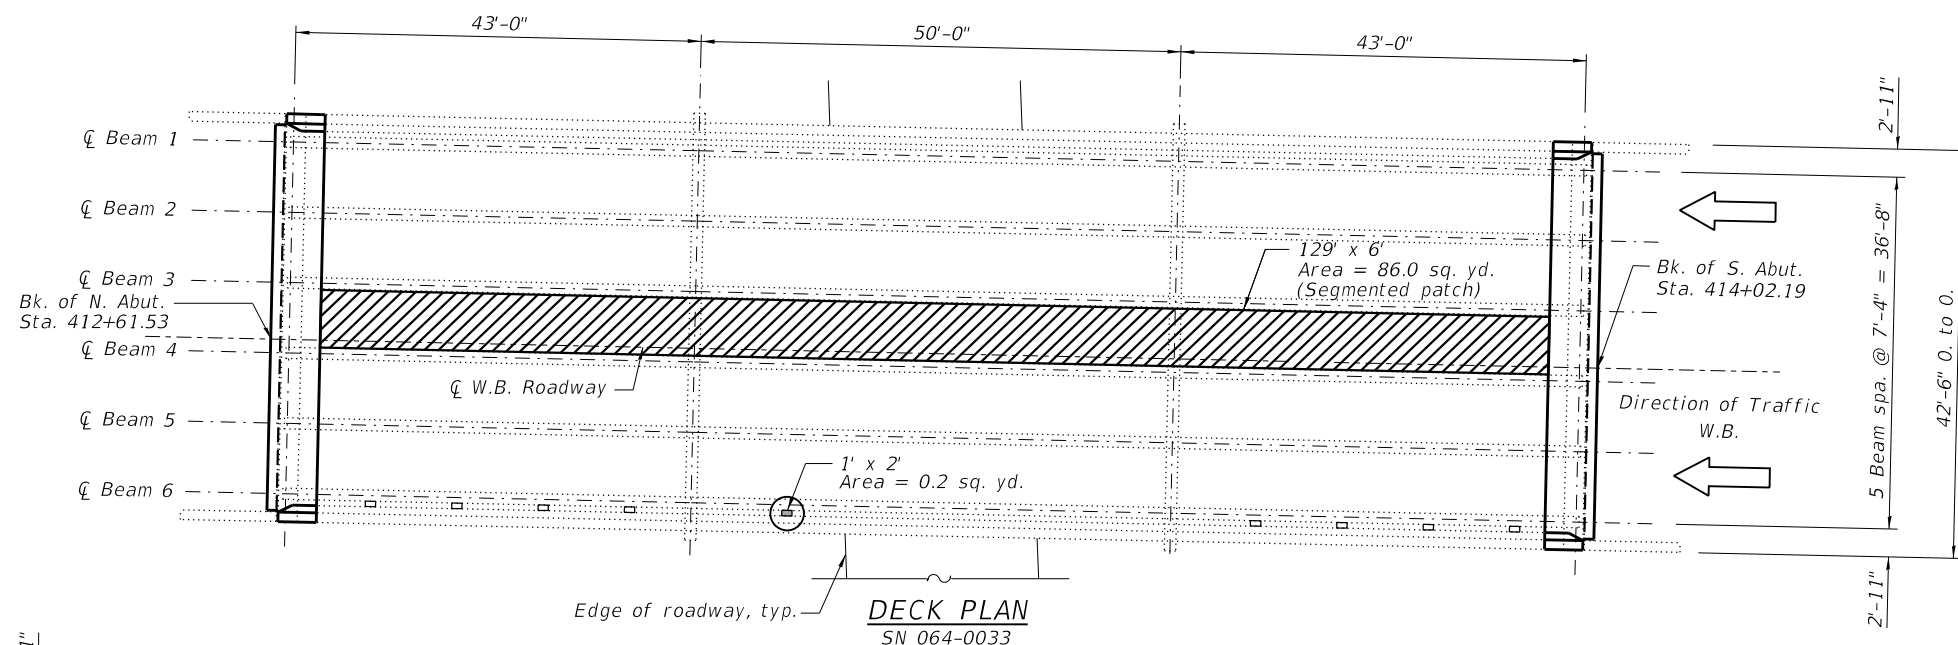 43'-0"
50'-0"
43'-0"
2'-11"
℄ Beam 1
℄ Beam 2
℄ Beam 3
Bk. of N. Abut.
Sta. 412+61.53
℄ Beam 4
℄ Beam 5
℄ Beam 6
129' x 6'
Area = 86.0 sq. yd.
(Segmented patch)
Bk. of S. Abut.
Sta. 414+02.19
℄ W.B. Roadway
Direction of Traffic
W.B.
5 Beam spa. @ 7'-4" = 36'-8"
42'-6" O. to O.
1' x 2'
Area = 0.2 sq. yd.
2'-11"
Edge of roadway, typ.
DECK PLAN
SN 064-0033